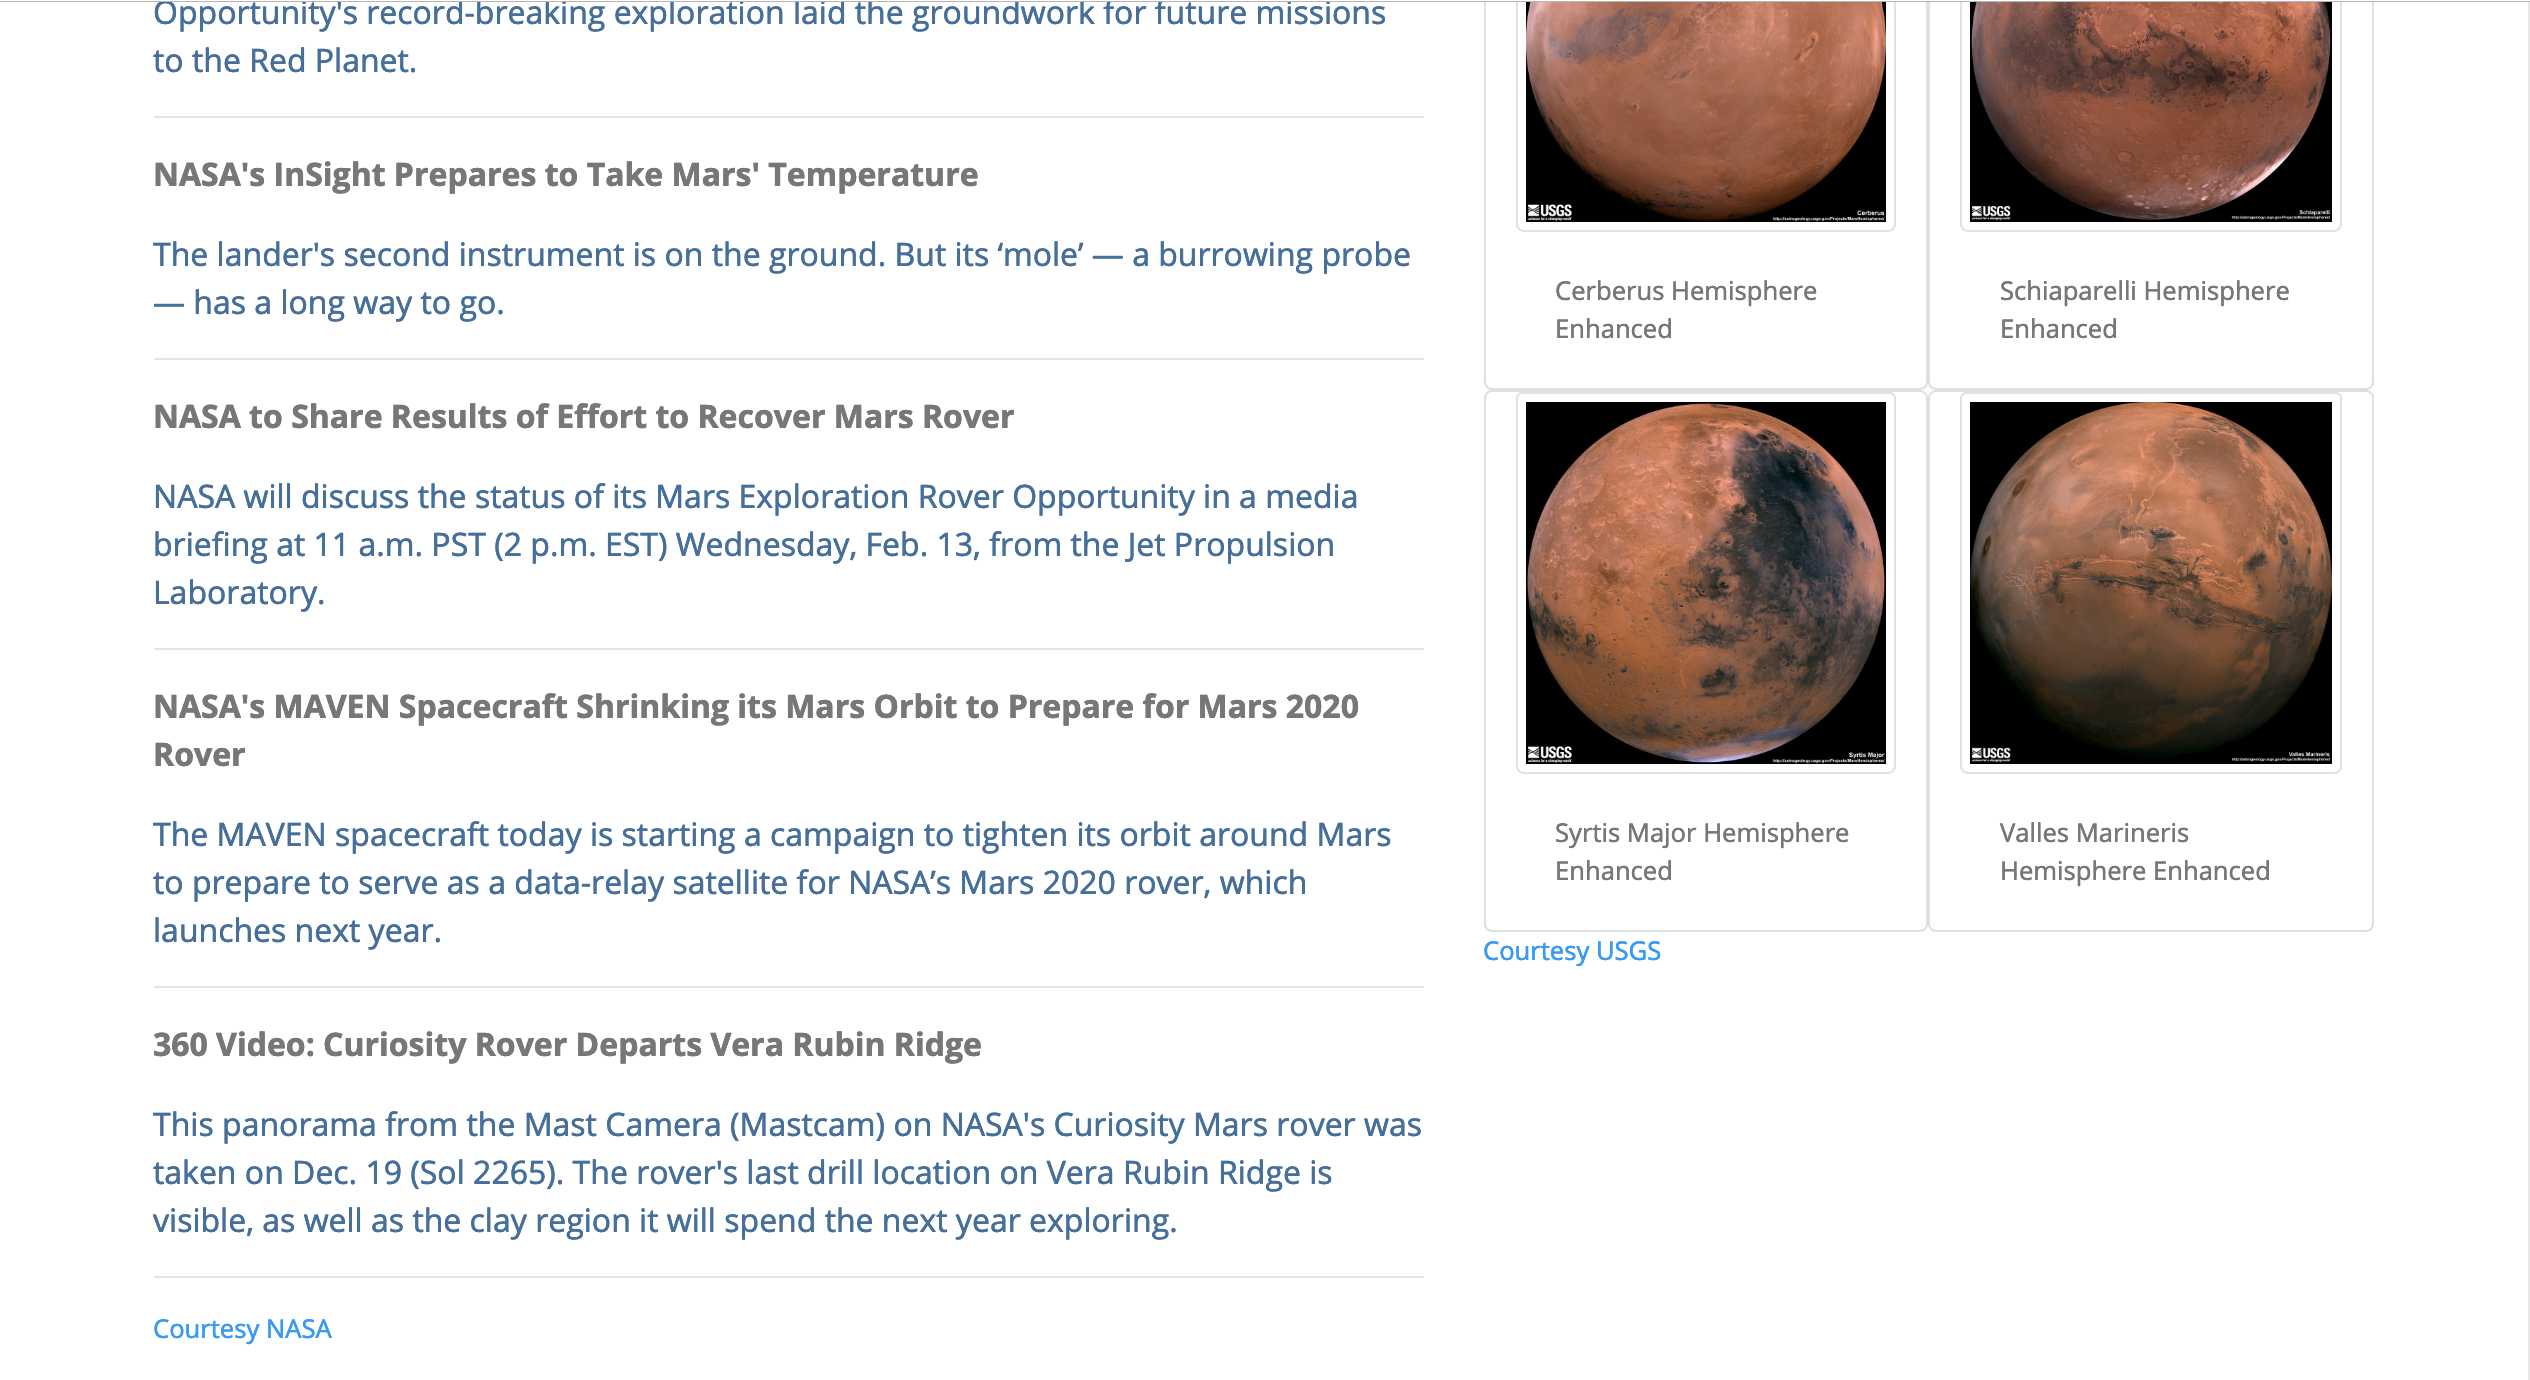 Opportunity's record-breaking exploration laid the groundwork for future missions
to the Red Planet.
NASA's InSight Prepares to Take Mars' Temperature
The lander's second instrument is on the ground. But its ‘mole’ — a burrowing probe
— has a long way to go.
NASA to Share Results of Effort to Recover Mars Rover
NASA will discuss the status of its Mars Exploration Rover Opportunity in a media
briefing at 11 a.m. PST (2 p.m. EST) Wednesday, Feb. 13, from the Jet Propulsion
Laboratory.
NASA's MAVEN Spacecraft Shrinking its Mars Orbit to Prepare for Mars 2020
Rover
The MAVEN spacecraft today is starting a campaign to tighten its orbit around Mars
to prepare to serve as a data-relay satellite for NASA’s Mars 2020 rover, which
launches next year.
360 Video: Curiosity Rover Departs Vera Rubin Ridge
This panorama from the Mast Camera (Mastcam) on NASA's Curiosity Mars rover was
taken on Dec. 19 (Sol 2265). The rover's last drill location on Vera Rubin Ridge is
visible, as well as the clay region it will spend the next year exploring.
Courtesy NASA
USGS
Cerberus
Cerberus Hemisphere
Enhanced
USGS
Schiaparelli
Schiaparelli Hemisphere
Enhanced
USGS
Syrtis Major
Syrtis Major Hemisphere
Enhanced
USGS
Valles Marineris
Valles Marineris
Hemisphere Enhanced
Courtesy USGS